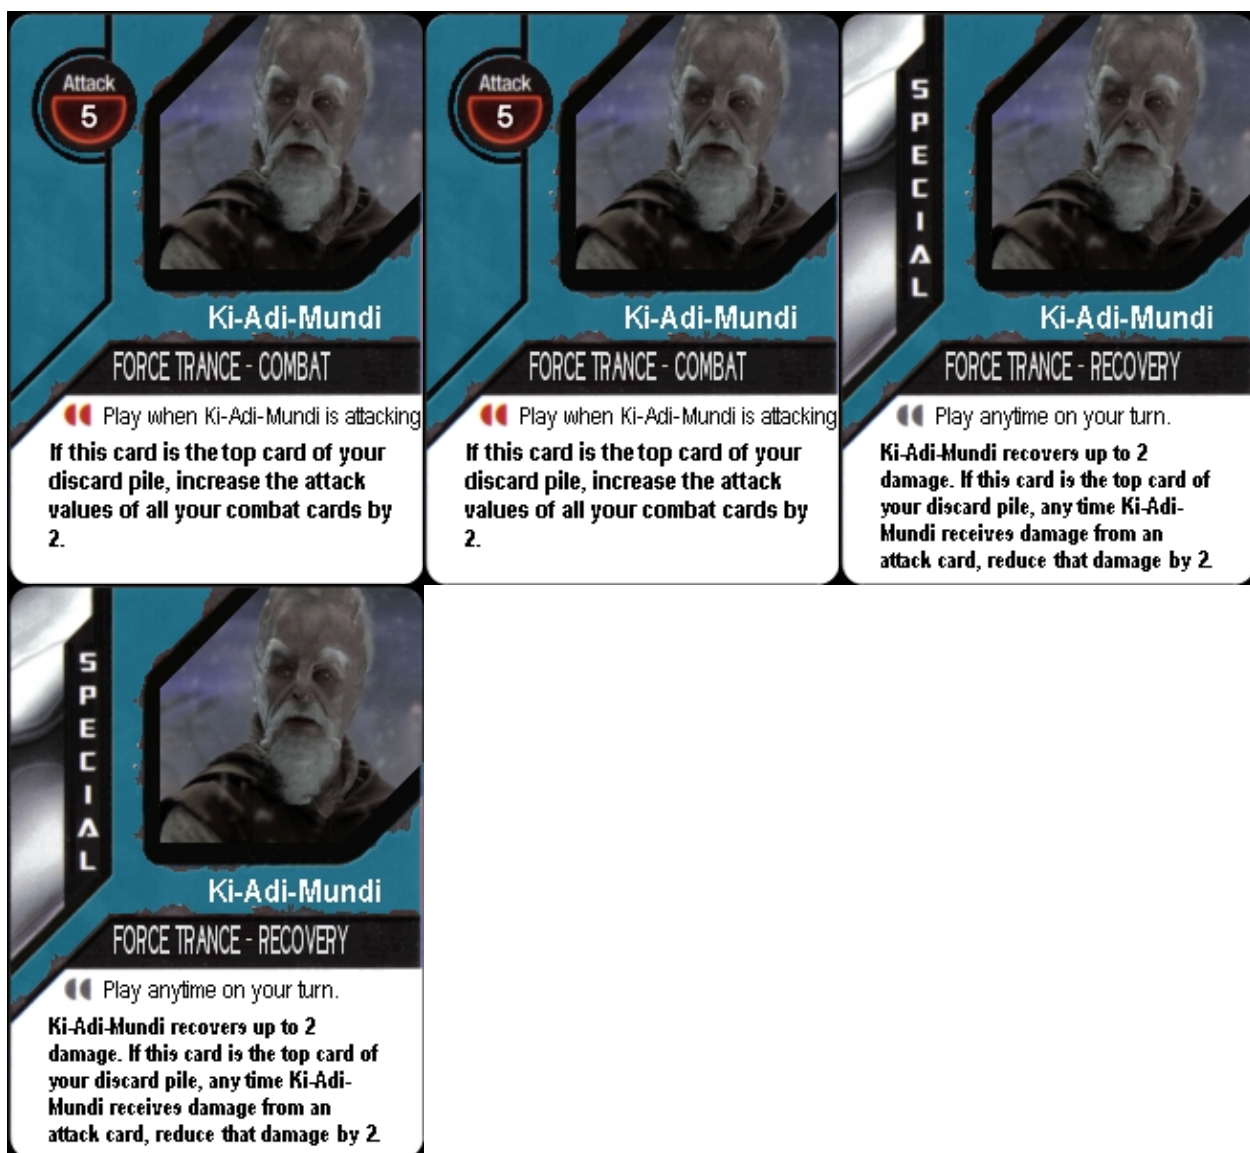 Attack
5
Ki-Adi-Mundi
FORCE TRANCE - COMBAT
Play when Ki-Adi-Mundi is attacking
If this card is the top card of your
discard pile, increase the attack
values of all your combat cards by
2.
Attack
5
Ki-Adi-Mundi
FORCE TRANCE - COMBAT
Play when Ki-Adi-Mundi is attacking
If this card is the top card of your
discard pile, increase the attack
values of all your combat cards by
2.
SPECIAL
Ki-Adi-Mundi
FORCE TRANCE - RECOVERY
Play anytime on your turn.
Ki-Adi-Mundi recovers up to 2
damage. If this card is the top card of
your discard pile, any time Ki-Adi-
Mundi receives damage from an
attack card, reduce that damage by 2.
SPECIAL
Ki-Adi-Mundi
FORCE TRANCE - RECOVERY
Play anytime on your turn.
Ki-Adi-Mundi recovers up to 2
damage. If this card is the top card of
your discard pile, any time Ki-Adi-
Mundi receives damage from an
attack card, reduce that damage by 2.